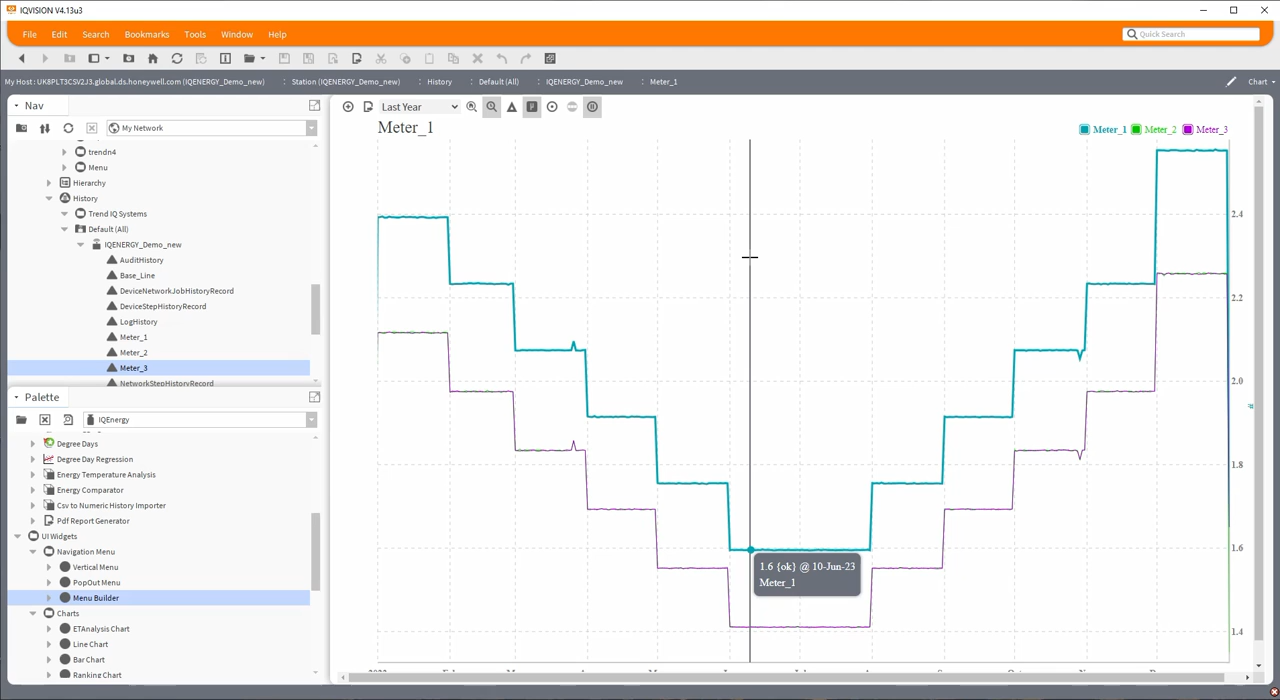 IQVISION V4.13u3
File Edit Search Bookmarks Tools Window Help
Quick Search
My Host : UK8PLT3CSV2J3.global.ds.honeywell.com (IQENERGY_Demo_new) : Station (IQENERGY_Demo_new) : History : Default (All) : IQENERGY_Demo_new : Meter_1
Chart
Nav
My Network
trendn4
Menu
Hierarchy
History
Trend IQ Systems
Default (All)
IQENERGY_Demo_new
AuditHistory
Base_Line
DeviceNetworkJobHistoryRecord
DeviceStepHistoryRecord
LogHistory
Meter_1
Meter_2
Meter_3
NetworkStepHistoryRecord
Palette
IQEnergy
Degree Days
Degree Day Regression
Energy Temperature Analysis
Energy Comparator
Csv to Numeric History Importer
Pdf Report Generator
UI Widgets
Navigation Menu
Vertical Menu
PopOut Menu
Menu Builder
Charts
ETAnalysis Chart
Line Chart
Bar Chart
Ranking Chart
Last Year
Meter_1
Meter_1 Meter_2 Meter_3
2.4
2.2
2.0
1.8
1.6
1.4
1.6 {ok} @ 10-Jun-23
Meter_1